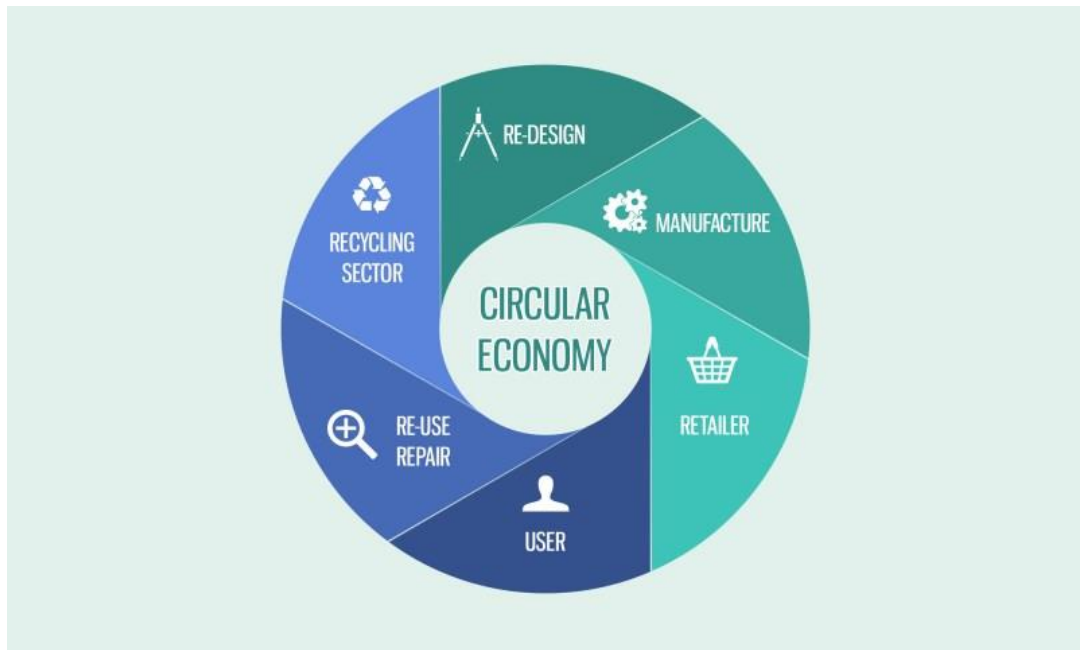 RE-DESIGN
MANUFACTURE
RETAILER
USER
RE-USE
REPAIR
RECYCLING
SECTOR
CIRCULAR
ECONOMY